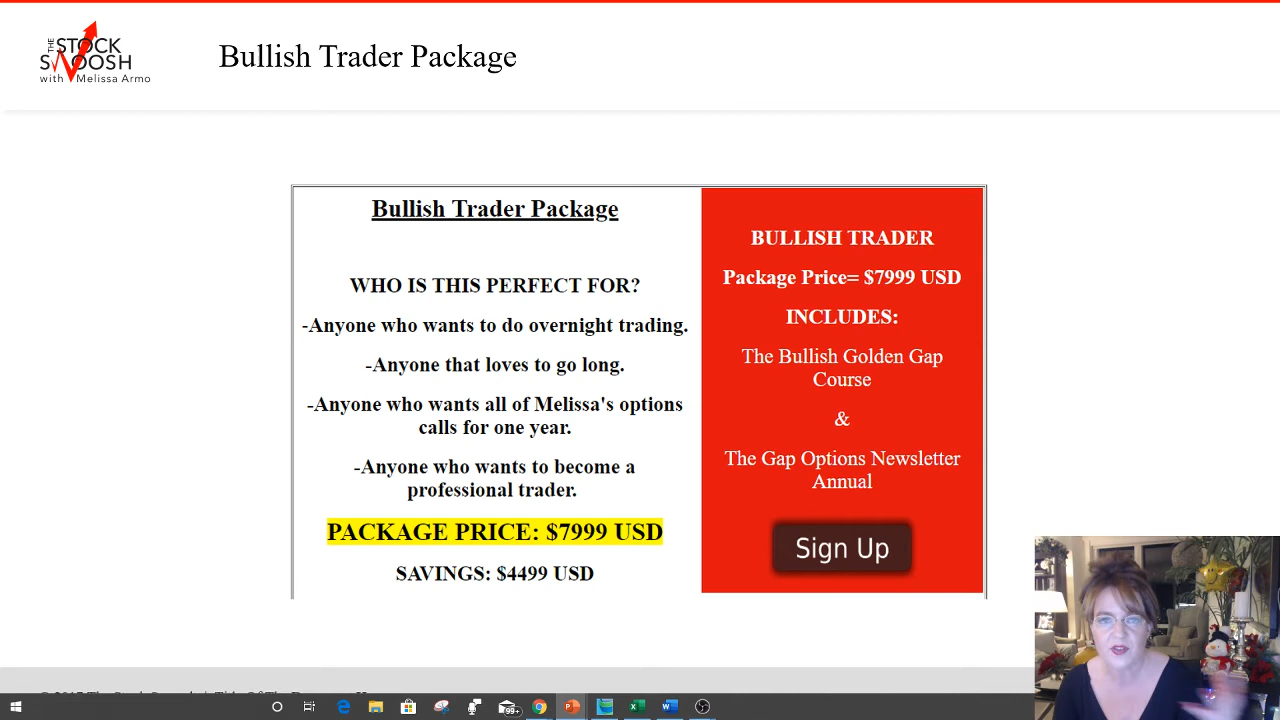 THE
STOCK
SWOOSH
with Melissa Armo
Bullish Trader Package
Bullish Trader Package
WHO IS THIS PERFECT FOR?
-Anyone who wants to do overnight trading.
-Anyone that loves to go long.
-Anyone who wants all of Melissa's options
calls for one year.
-Anyone who wants to become a
professional trader.
PACKAGE PRICE: $7999 USD
SAVINGS: $4499 USD
BULLISH TRADER
Package Price= $7999 USD
INCLUDES:
The Bullish Golden Gap
Course
&
The Gap Options Newsletter
Annual
Sign Up
99+